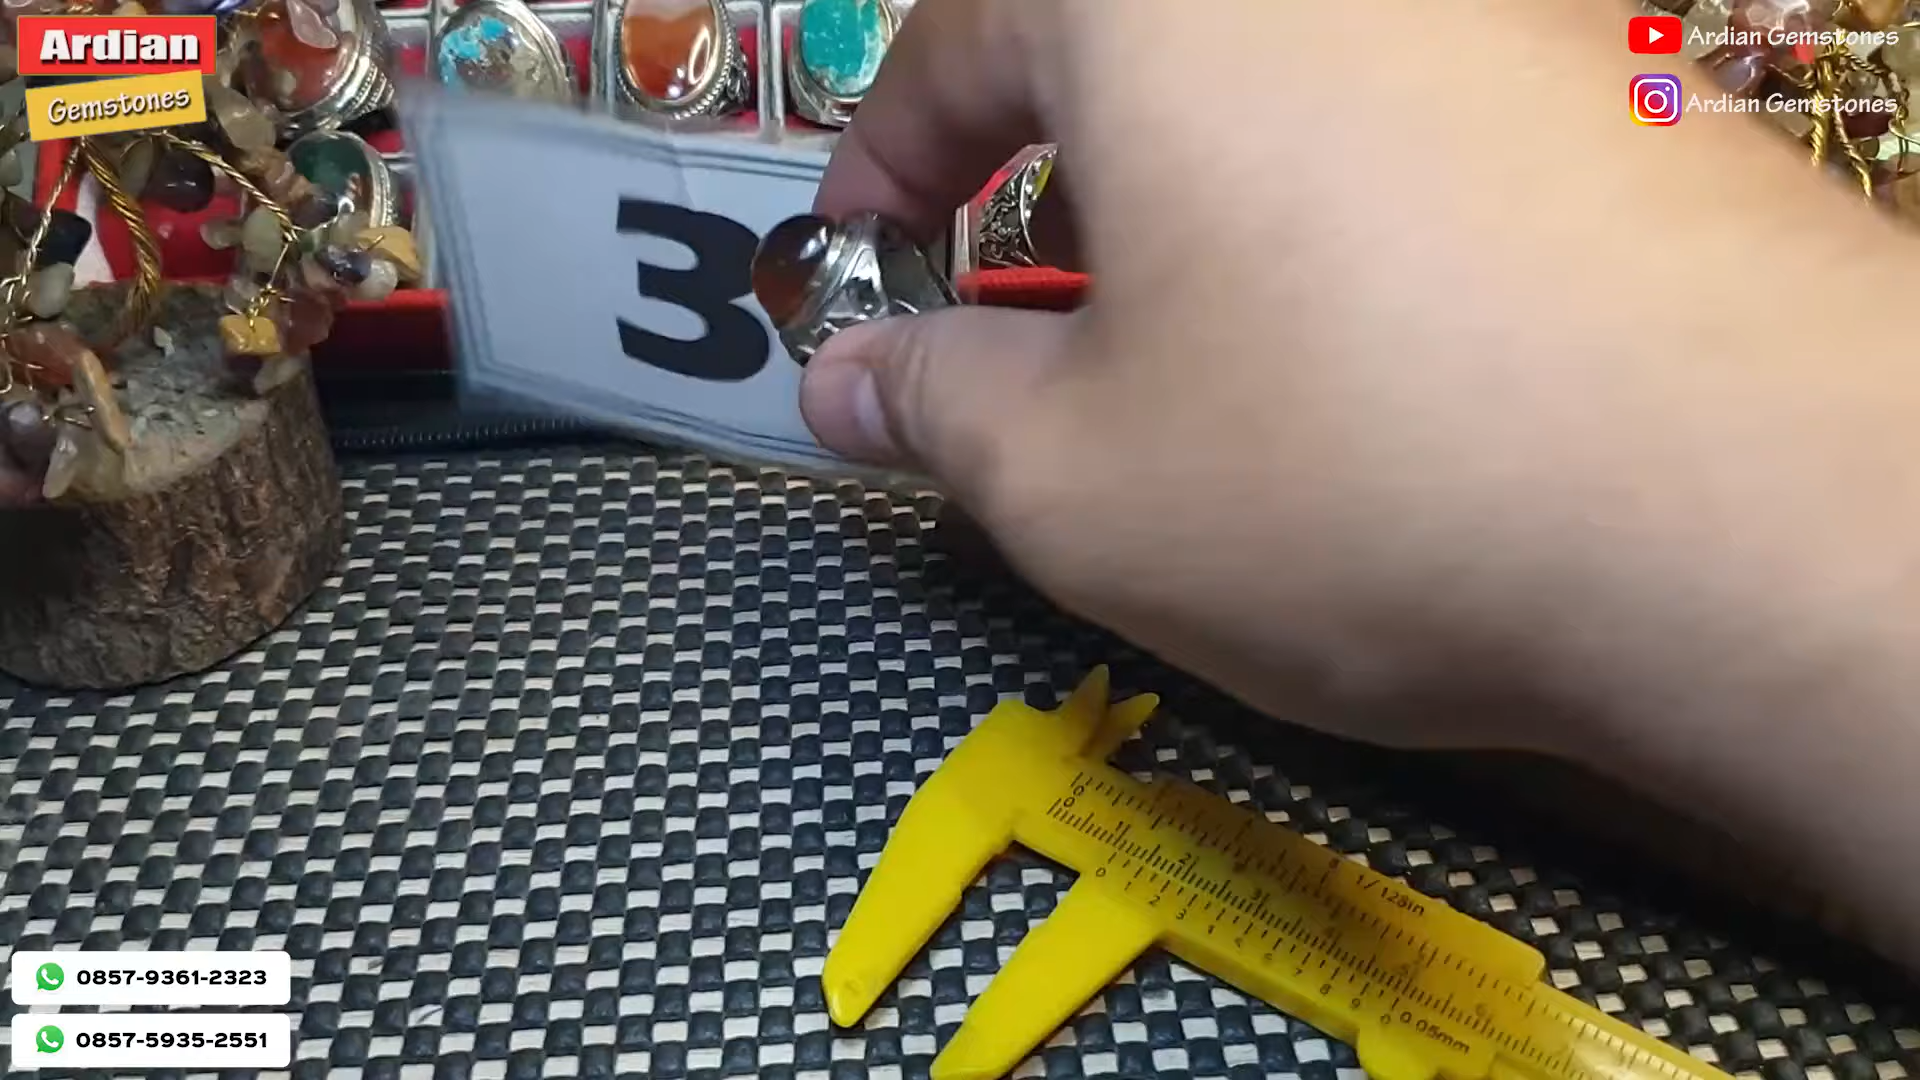 Ardian
Gemstones
Ardian Gemstones
Ardian Gemstones
3
1/128in
0.05mm
0857-9361-2323
0857-5935-2551